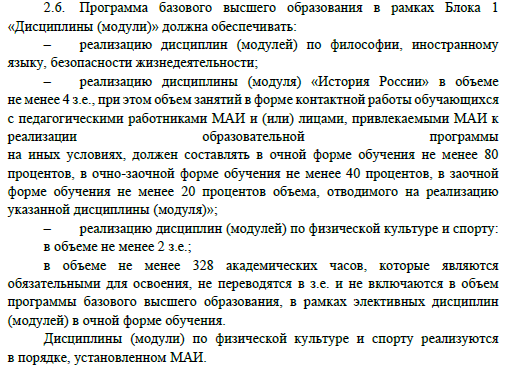 2.6. Программа базового высшего образования в рамках Блока 1
«Дисциплины (модули)» должна обеспечивать:
– реализацию дисциплин (модулей) по философии, иностранному
языку, безопасности жизнедеятельности;
– реализацию дисциплины (модуля) «История России» в объеме
не менее 4 з.е., при этом объем занятий в форме контактной работы обучающихся
с педагогическими работниками МАИ и (или) лицами, привлекаемыми МАИ к
реализации образовательной программы
на иных условиях, должен составлять в очной форме обучения не менее 80
процентов, в очно-заочной форме обучения не менее 40 процентов, в заочной
форме обучения не менее 20 процентов объема, отводимого на реализацию
указанной дисциплины (модуля)»;
– реализацию дисциплин (модулей) по физической культуре и спорту:
в объеме не менее 2 з.е.;
в объеме не менее 328 академических часов, которые являются
обязательными для освоения, не переводятся в з.е. и не включаются в объем
программы базового высшего образования, в рамках элективных дисциплин
(модулей) в очной форме обучения.
Дисциплины (модули) по физической культуре и спорту реализуются
в порядке, установленном МАИ.